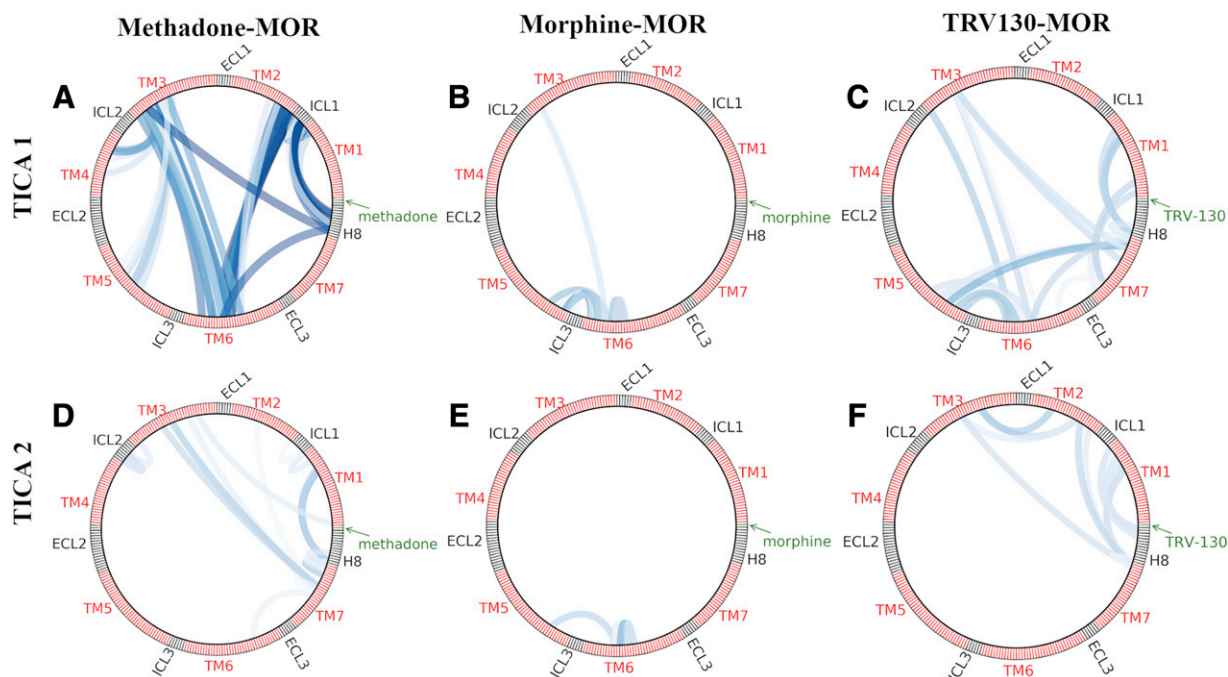 Methadone-MOR
Morphine-MOR
TRV130-MOR
TICA 1
A
ECL1
TM2
ICL1
TM1
methadone
H8
TM7
ECL3
TM6
ICL3
TM5
ECL2
TM4
ICL2
TM3
B
ECL1
TM2
ICL1
TM1
morphine
H8
TM7
ECL3
TM6
ICL3
TM5
ECL2
TM4
ICL2
TM3
C
ECL1
TM2
ICL1
TM1
TRV-130
H8
TM7
ECL3
TM6
ICL3
TM5
ECL2
TM4
ICL2
TM3
TICA 2
D
ECL1
TM2
ICL1
TM1
methadone
H8
TM7
ECL3
TM6
ICL3
TM5
ECL2
TM4
ICL2
TM3
E
ECL1
TM2
ICL1
TM1
morphine
H8
TM7
ECL3
TM6
ICL3
TM5
ECL2
TM4
ICL2
TM3
F
ECL1
TM2
ICL1
TM1
TRV-130
H8
TM7
ECL3
TM6
ICL3
TM5
ECL2
TM4
ICL2
TM3